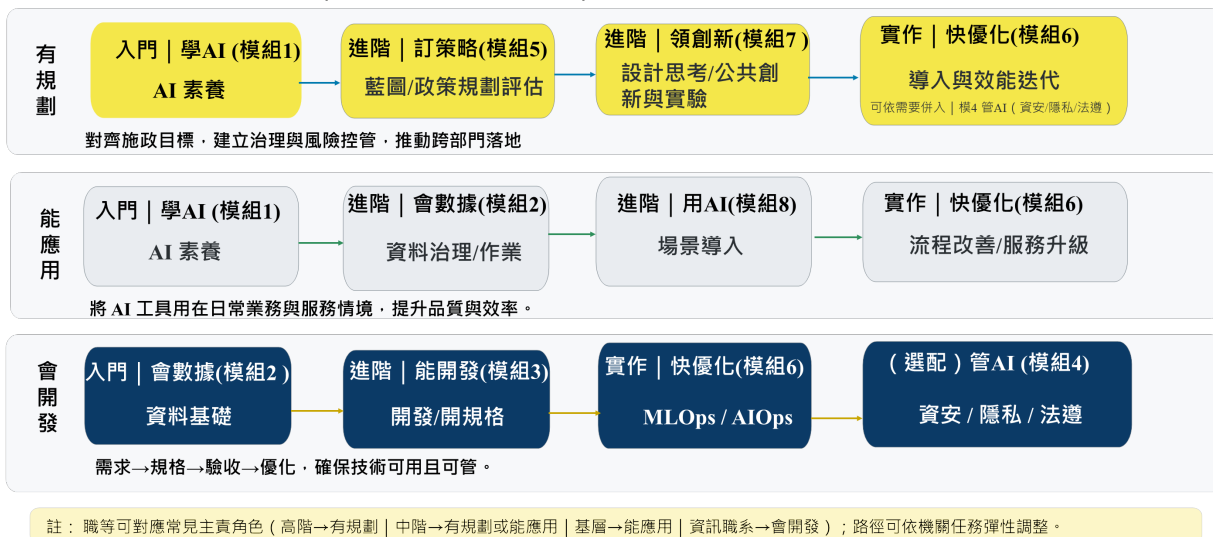 有規劃
入門｜學AI (模組1)
AI 素養
進階｜訂策略(模組5)
藍圖/政策規劃評估
進階｜領創新(模組7 )
設計思考/公共創
新與實驗
實作｜快優化(模組6)
導入與效能迭代
可依需要併入｜模4 管AI（資安/隱私/法遵）
對齊施政目標，建立治理與風險控管，推動跨部門落地
能應用
入門｜學AI (模組1)
AI 素養
進階｜會數據(模組2)
資料治理/作業
進階｜用AI(模組8)
場景導入
實作｜快優化(模組6)
流程改善/服務升級
將 AI 工具用在日常業務與服務情境，提升品質與效率。
會開發
入門｜會數據(模組2 )
資料基礎
進階｜能開發(模組3)
開發/開規格
實作｜快優化(模組6)
MLOps / AIOps
（選配）管AI (模組4)
資安 / 隱私 / 法遵
需求→規格→驗收→優化，確保技術可用且可管。
註： 職等可對應常見主責角色（高階→有規劃｜中階→有規劃或能應用｜基層→能應用｜資訊職系→會開發）；路徑可依機關任務彈性調整。